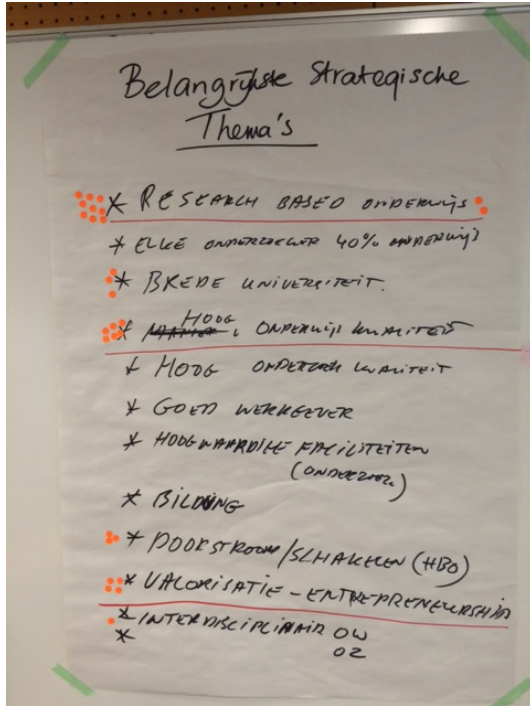 Belangrijkste Strategische
Thema's
* RESEARCH BASED ONDERWIJS
* ELKE ONDERZOEKER 40% ONDERWIJS
* BREDE UNIVERSITEIT.
* HOOG ONDERWIJS KWALITEIT
* HOOG ONDERZOEK KWALITEIT
* GOED WERKGEVER
* HOOGWAARDIGE FACILITEITEN
(ONDERZOEK)
* BILDUNG
* DOORSTROOM/SCHAKELEN (HBO)
* VALORISATIE - ENTREPRENEURSHIP
* INTERDISCIPLINAIR OW
* OZ